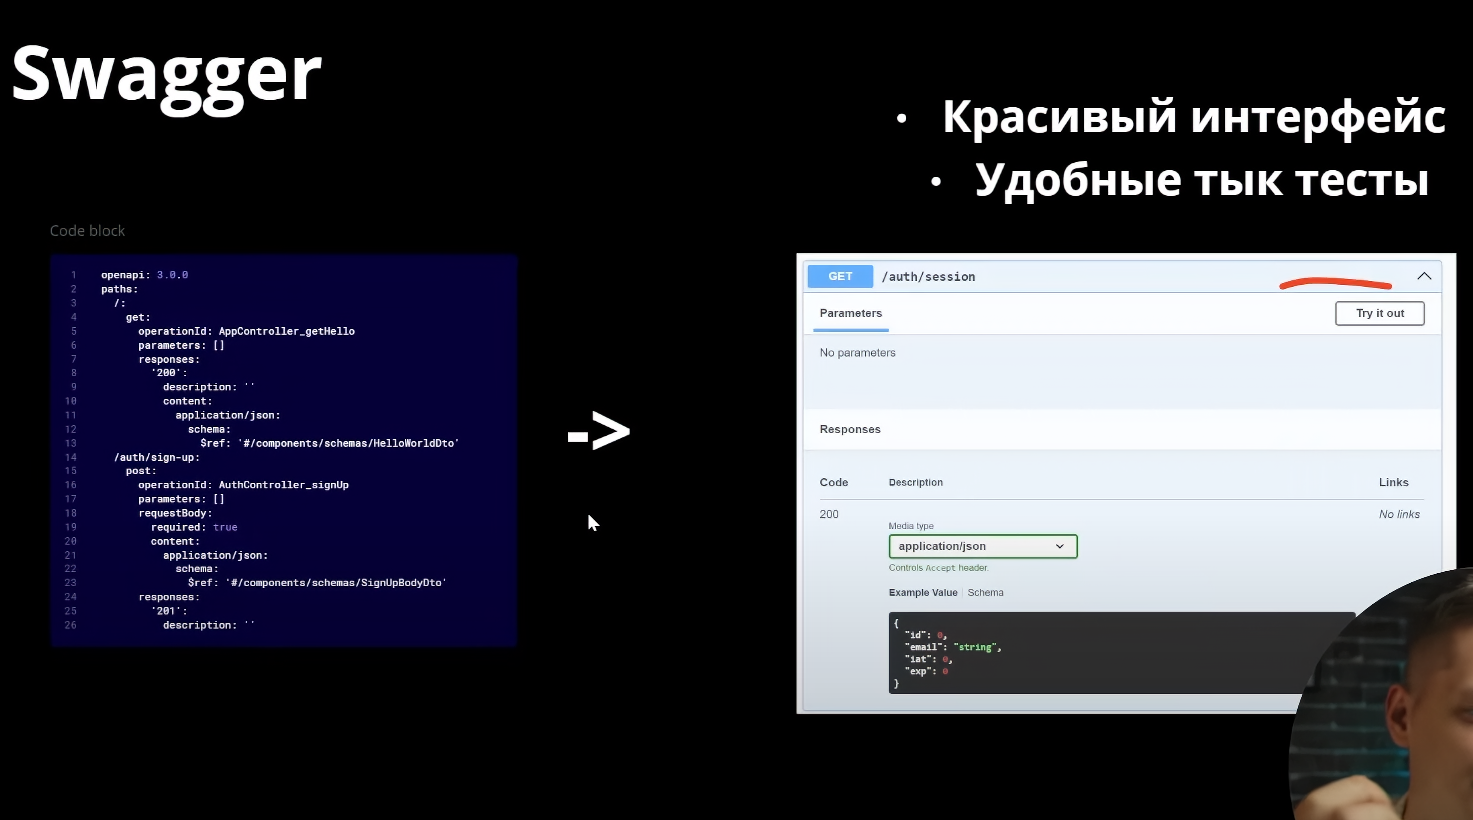 Swagger
• Красивый интерфейс
• Удобные тык тесты
Code block
1 openapi: 3.0.0
2 paths:
3 /:
4 get:
5 operationId: AppController_getHello
6 parameters: []
7 responses:
8 '200':
9 description: ''
10 content:
11 application/json:
12 schema:
13 $ref: '#/components/schemas/HelloWorldDto'
14 /auth/sign-up:
15 post:
16 operationId: AuthController_signUp
17 parameters: []
18 requestBody:
19 required: true
20 content:
21 application/json:
22 schema:
23 $ref: '#/components/schemas/SignUpBodyDto'
24 responses:
25 '201':
26 description: ''
->
GET /auth/session
Parameters
Try it out
No parameters
Responses
Code Description Links
200 No links
Media type
application/json
Controls Accept header.
Example Value | Schema
{
"id": 0,
"email": "string",
"iat": 0,
"exp": 0
}